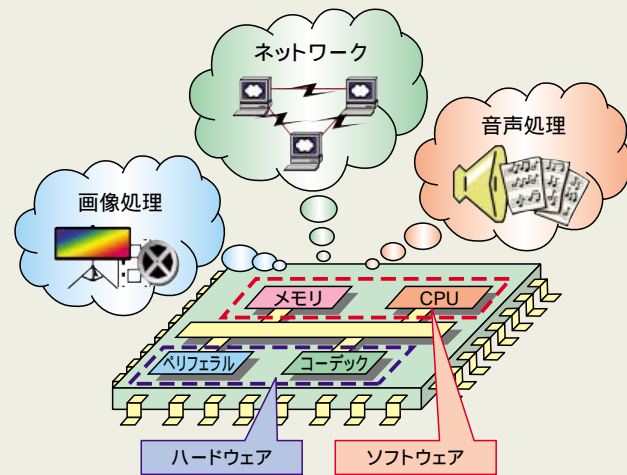 ネットワーク
音声処理
画像処理
メモリ
CPU
ペリフェラル
コーデック
ハードウェア
ソフトウェア